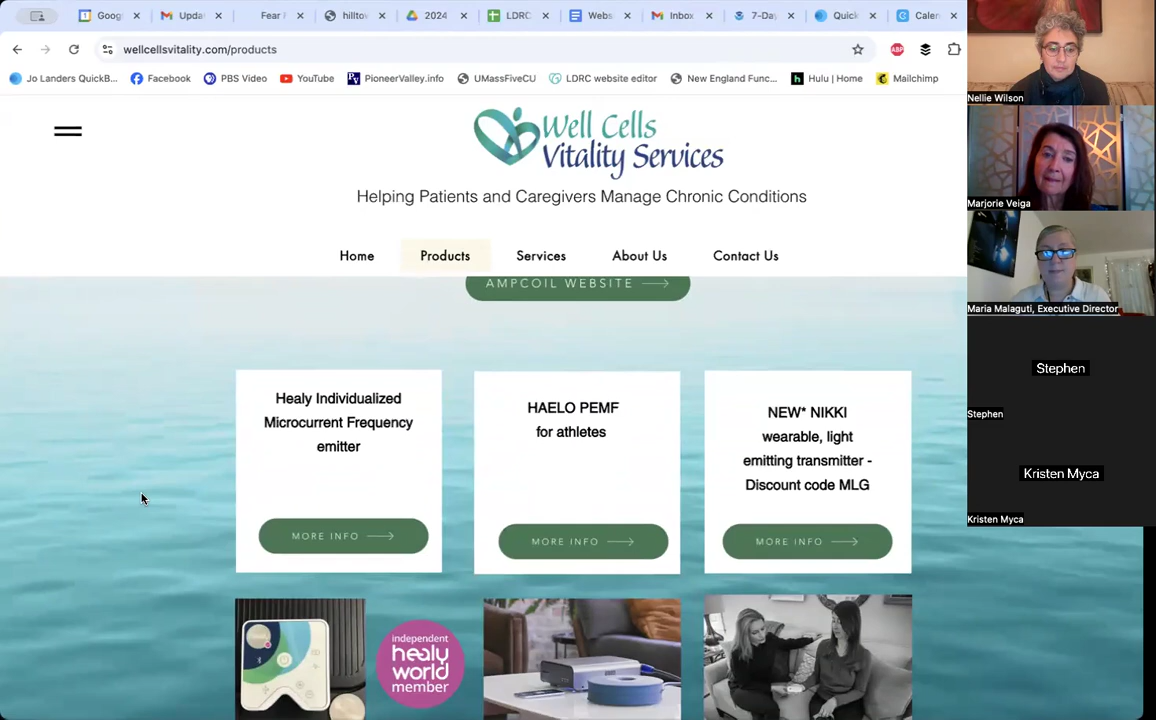 Goog
Upda
Fear /
hilltov
2024
LDRC
Webs
Inbox
7-Day
Quick
Caler
wellcellsvitality.com/products
ABP
Jo Landers QuickB...
Facebook
PBS Video
YouTube
PioneerValley.info
UMassFiveCU
LDRC website editor
New England Func...
Hulu | Home
Mailchimp
Well Cells
Vitality Services
Helping Patients and Caregivers Manage Chronic Conditions
Home
Products
Services
About Us
Contact Us
AMPCOIL WEBSITE
Healy Individualized
Microcurrent Frequency
emitter
MORE INFO
HAELO PEMF
for athletes
MORE INFO
NEW* NIKKI
wearable, light
emitting transmitter -
Discount code MLG
MORE INFO
independent
healy
world
member
Nellie Wilson
Marjorie Veiga
Maria Malaguti, Executive Director
Stephen
Stephen
Kristen Myca
Kristen Myca